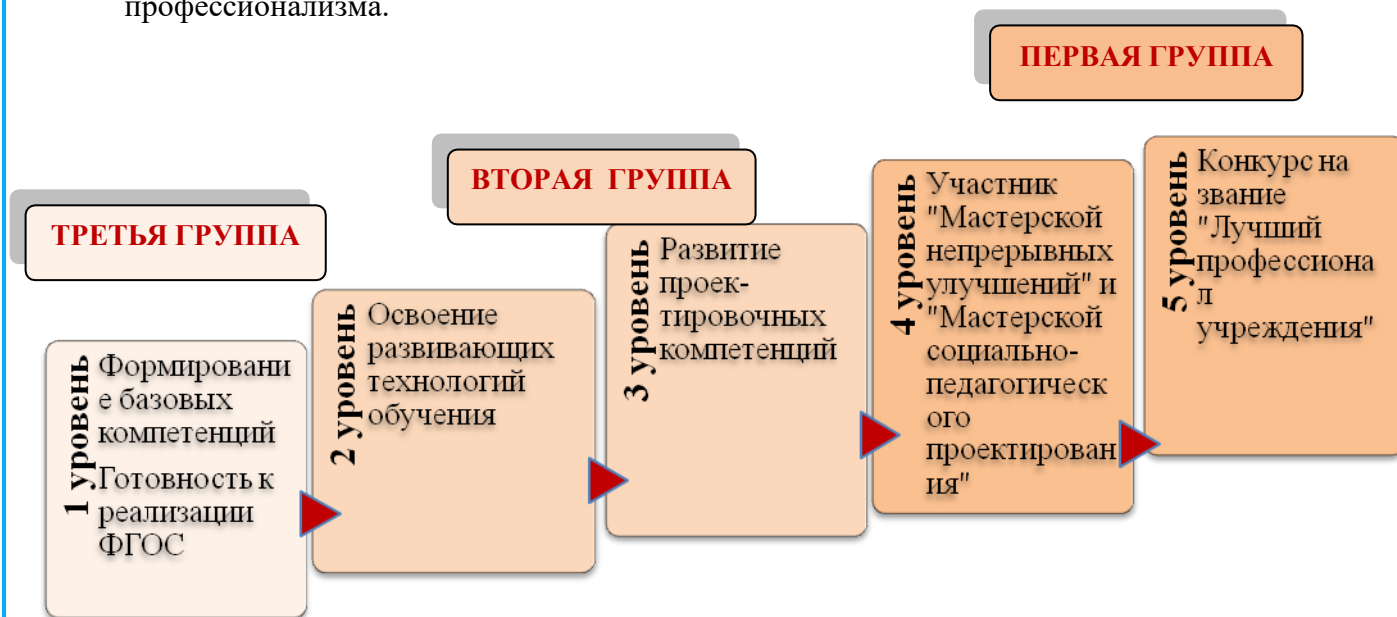 профессионализма.
ПЕРВАЯ ГРУППА
ВТОРАЯ ГРУППА
ТРЕТЬЯ ГРУППА
1 уровень
Формировани
е базовых
компетенций
Готовность к
реализации
ФГОС
2 уровень
Освоение
развивающих
технологий
обучения
3 уровень
Развитие
проек-
тировочных
компетенций
4 уровень
Участник
"Мастерской
непрерывных
улучшений" и
"Мастерской
социально-
педагогическ
ого
проектирован
ия"
5 уровень
Конкурс на
звание
"Лучший
профессиона
л
учреждения"